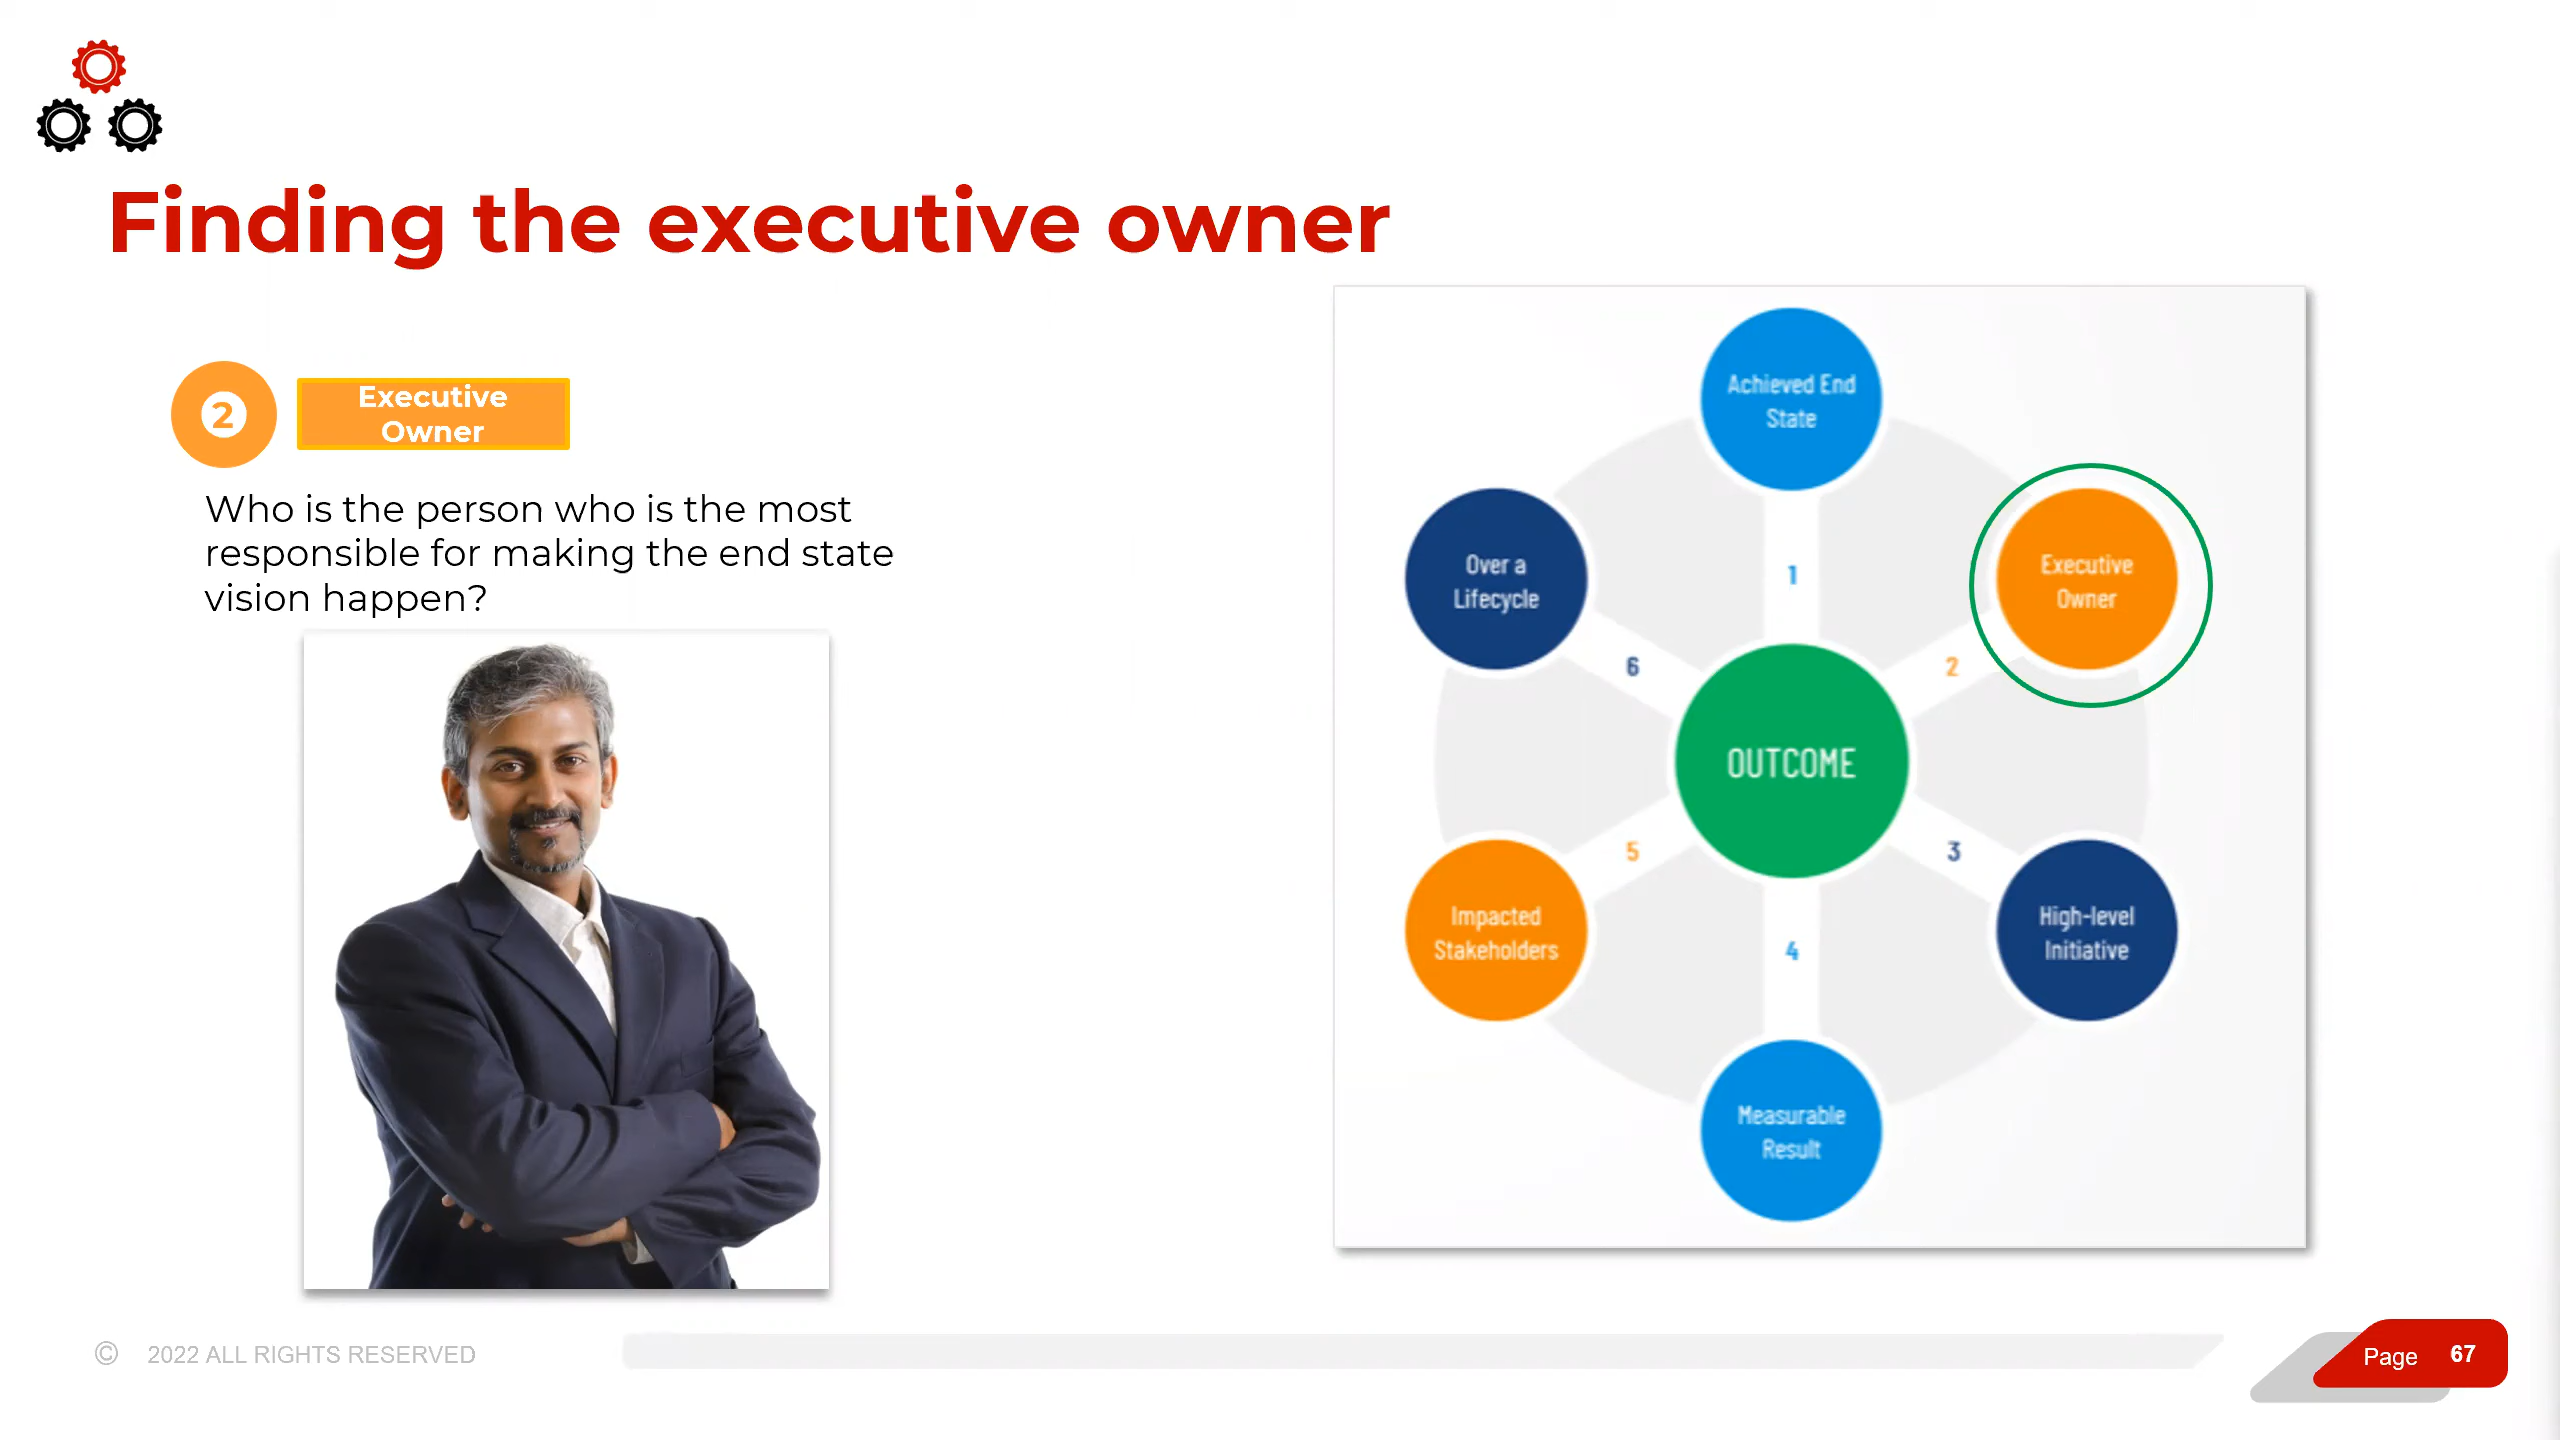 Finding the executive owner
2
Executive
Owner
Who is the person who is the most
responsible for making the end state
vision happen?
Achieved End
State
Executive
Owner
High-level
Initiative
Measurable
Result
Impacted
Stakeholders
Over a
Lifecycle
1
2
3
4
5
6
OUTCOME
© 2022 ALL RIGHTS RESERVED
Page 67